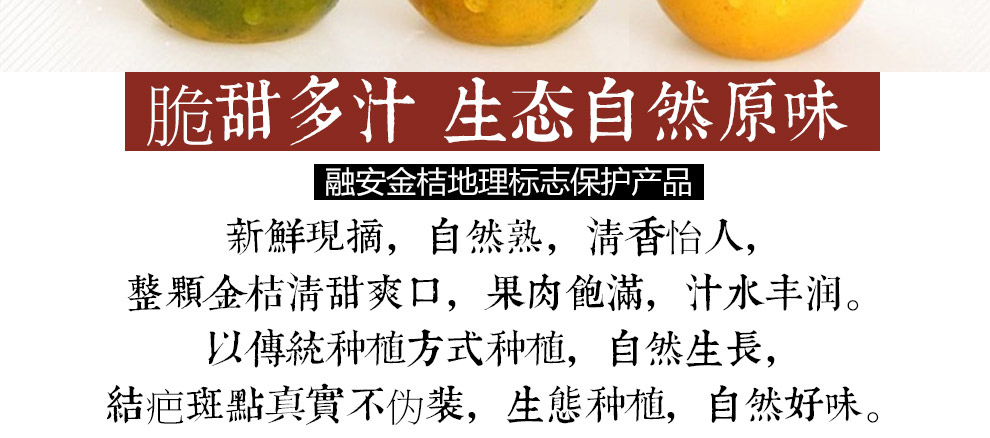 脆甜多汁 生态自然原味
融安金桔地理标志保护产品
新鮮現摘，自然熟，清香怡人，
整顆金桔清甜爽口，果肉飽滿，汁水丰润。
以傳統种植方式种植，自然生長，
結疤斑點真實不伪装，生態种植，自然好味。